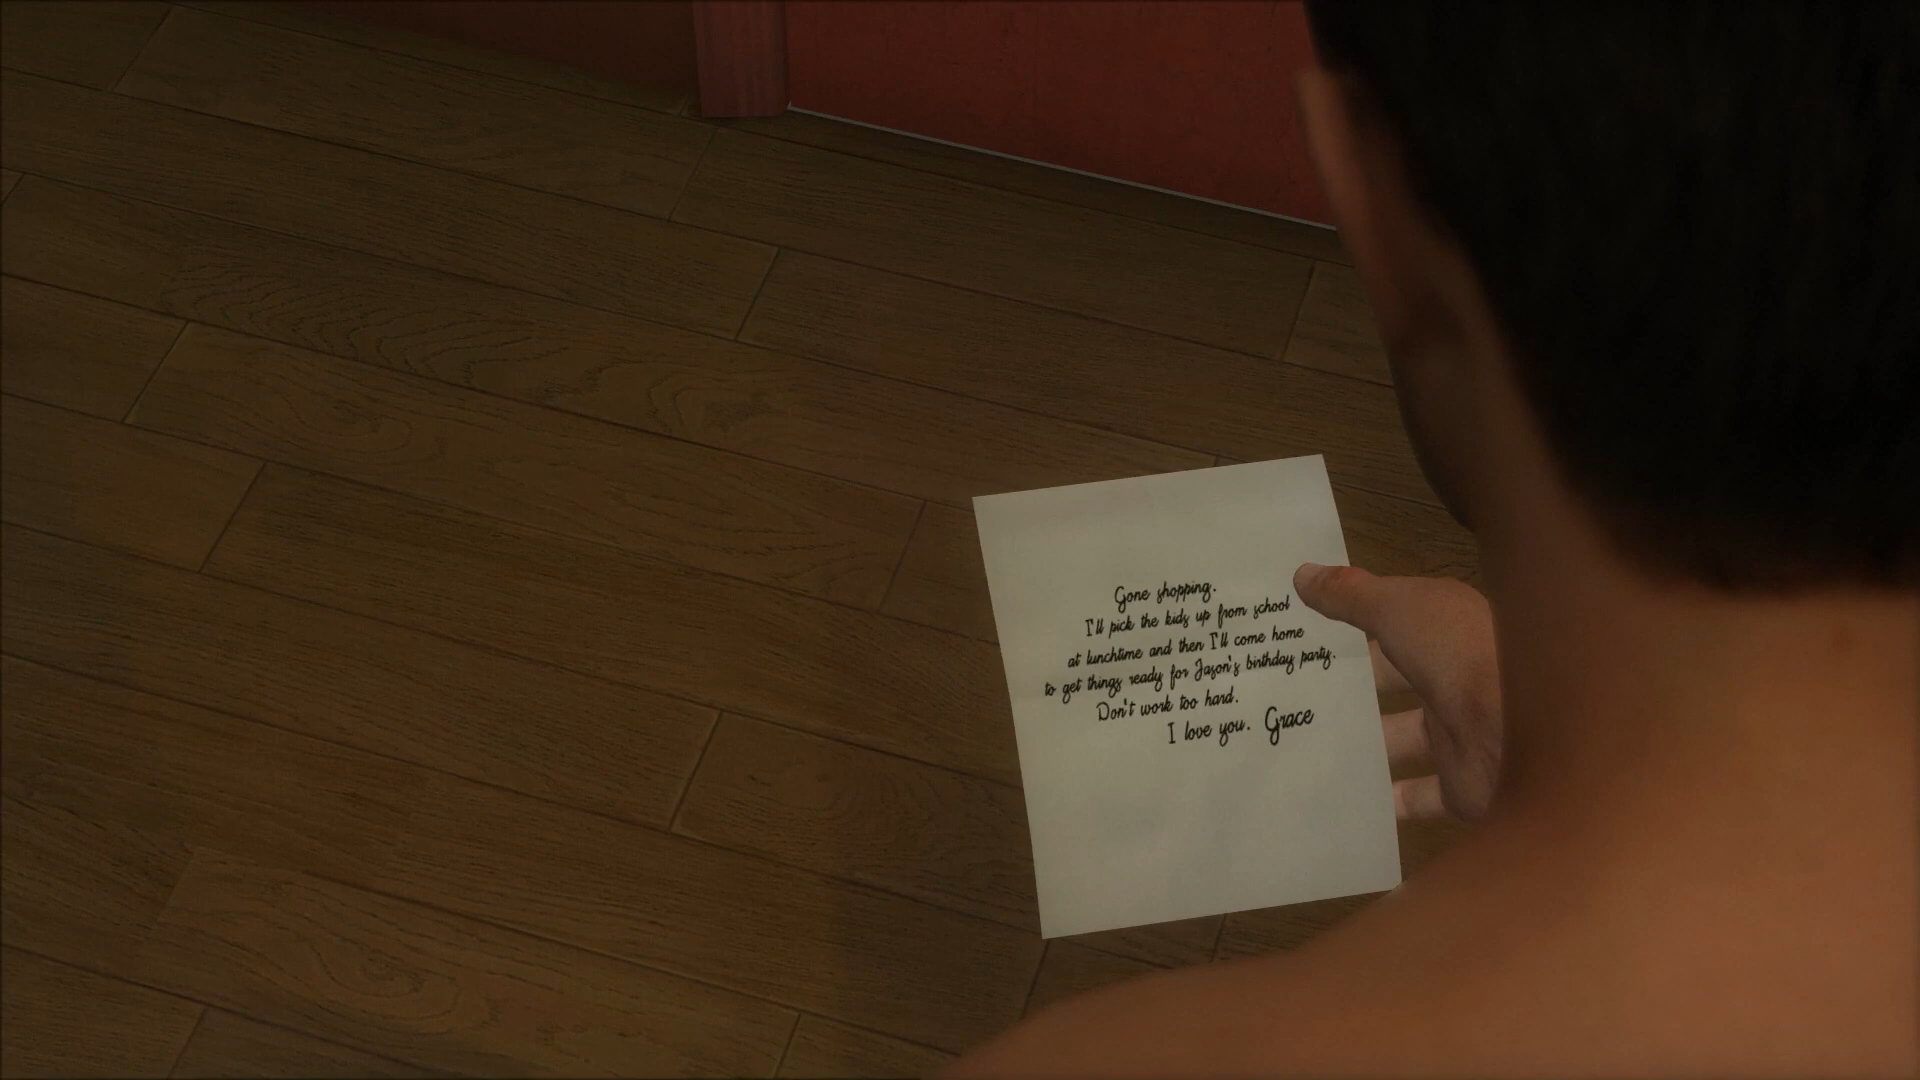 Gone shopping.
I'll pick the kids up from school
at lunchtime and then I'll come home
to get things ready for Jason's birthday party.
Don't work too hard.
I love you. Grace